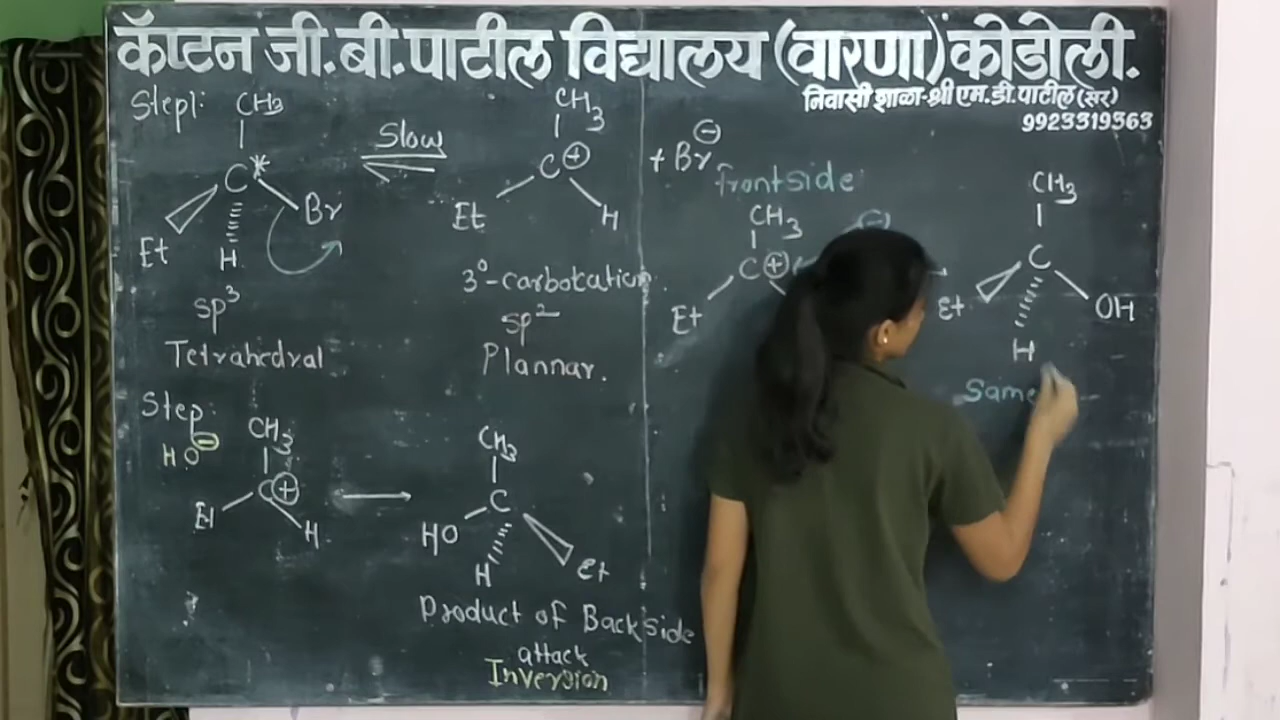 कॅप्टन जी.बी.पाटील विद्यालय (वारणा) कोडोली.
निवासी शाळा-श्री एम.डी.पाटील (सर)
9923319363
Step1:
CH3
C*
Et
H
Br
sp³
Tetrahedral
Slow
CH3
C⊕
Et
H
3°-carbocation.
sp²
Plannar.
+ Br⊖
Step
HO⊖
CH3
C⊕
Et
H
CH3
C
HO
H
Et
Product of Backside
attack
Inversion
frontside
CH3
C⊕
Et
CH3
C
Et
H
OH
Same